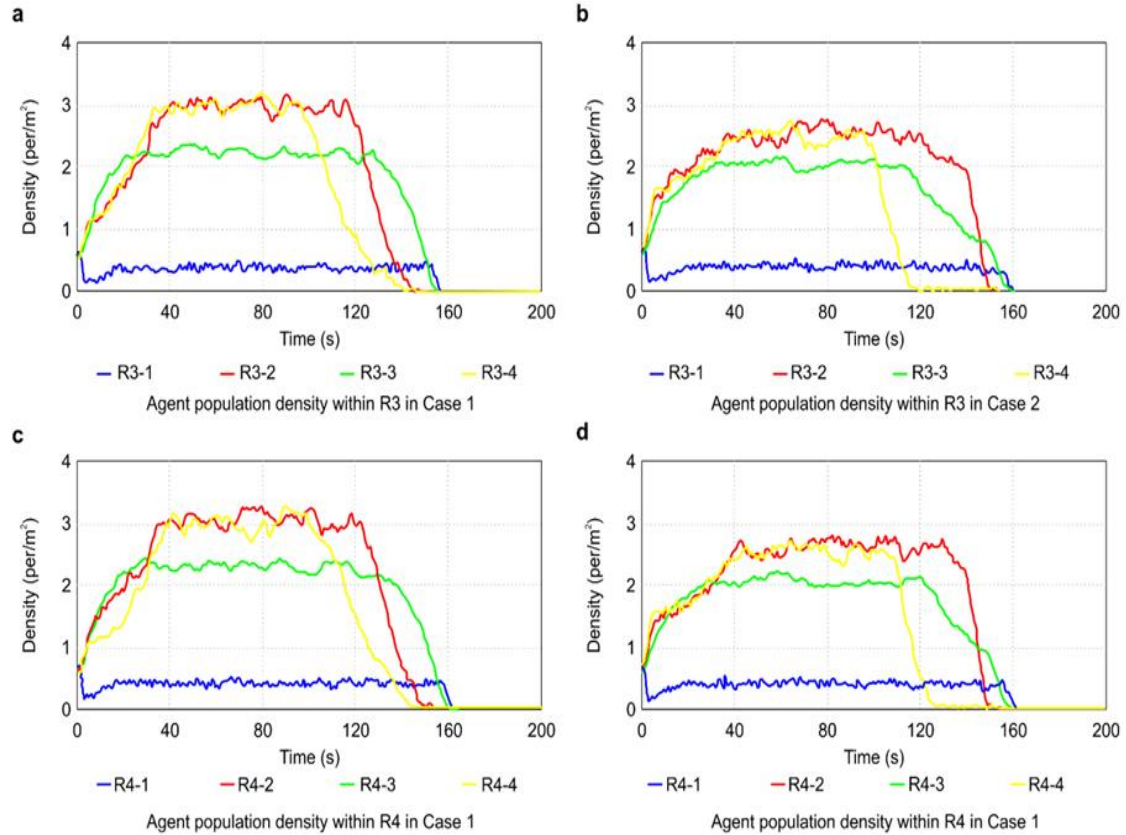 a
b
4
3
2
1
0
Density (per/m²)
0 40 80 120 160 200
Time (s)
R3-1 R3-2 R3-3 R3-4
Agent population density within R3 in Case 1
4
3
2
1
0
Density (per/m²)
0 40 80 120 160 200
Time (s)
R3-1 R3-2 R3-3 R3-4
Agent population density within R3 in Case 2
c
d
4
3
2
1
0
Density (per/m²)
0 40 80 120 160 200
Time (s)
R4-1 R4-2 R4-3 R4-4
Agent population density within R4 in Case 1
4
3
2
1
0
Density (per/m²)
0 40 80 120 160 200
Time (s)
R4-1 R4-2 R4-3 R4-4
Agent population density within R4 in Case 1